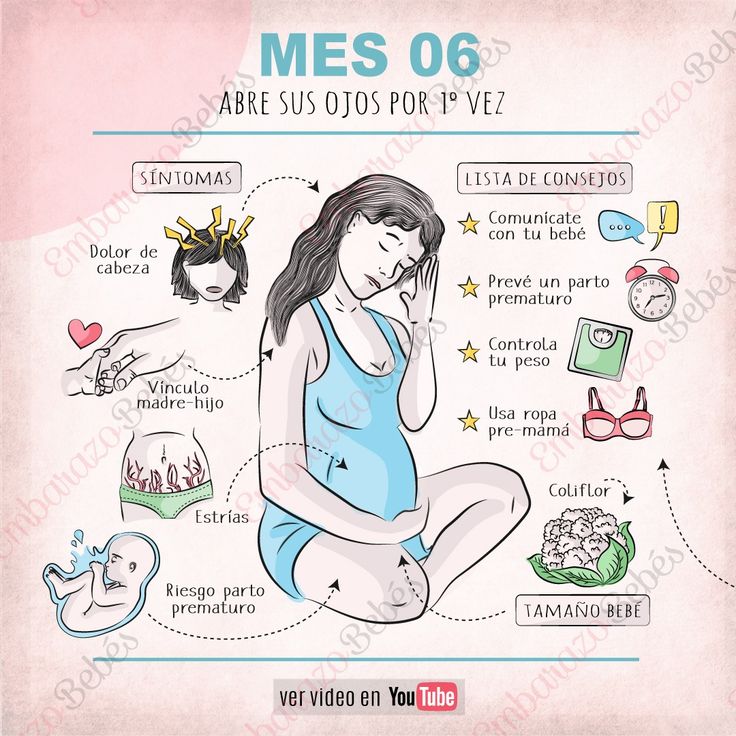 MES 06
ABRE SUS OJOS POR 1º VEZ
SÍNTOMAS
Dolor de
cabeza
Vínculo
madre-hijo
Estrías
Riesgo parto
prematuro
LISTA DE CONSEJOS
Comunícate
con tu bebé
Prevé un parto
prematuro
Controla
tu peso
Usa ropa
pre-mamá
Coliflor
TAMAÑO BEBÉ
ver video en YouTube
Embarazo Bebés